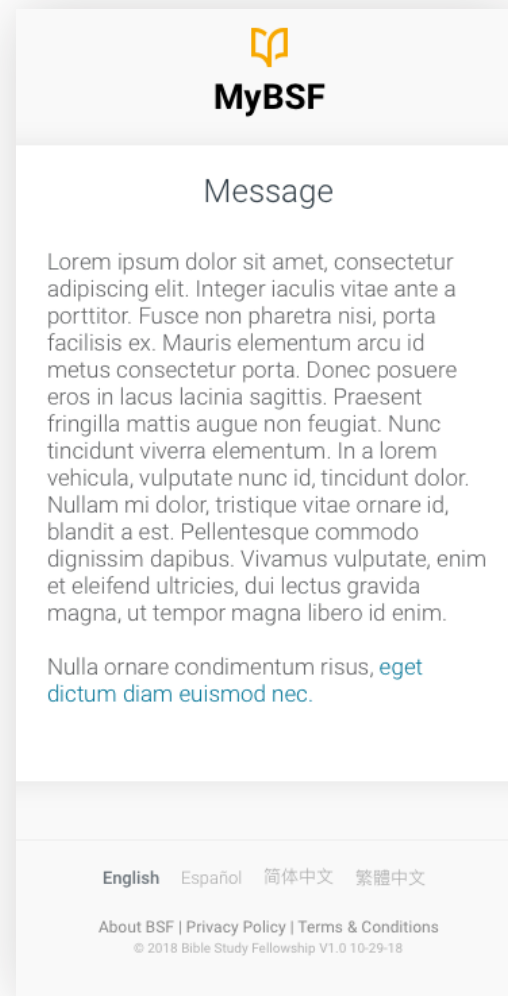 MyBSF
Message
Lorem ipsum dolor sit amet, consectetur
adipiscing elit. Integer iaculis vitae ante a
porttitor. Fusce non pharetra nisi, porta
facilisis ex. Mauris elementum arcu id
metus consectetur porta. Donec posuere
eros in lacus lacinia sagittis. Praesent
fringilla mattis augue non feugiat. Nunc
tincidunt viverra elementum. In a lorem
vehicula, vulputate nunc id, tincidunt dolor.
Nullam mi dolor, tristique vitae ornare id,
blandit a est. Pellentesque commodo
dignissim dapibus. Vivamus vulputate, enim
et eleifend ultricies, dui lectus gravida
magna, ut tempor magna libero id enim.
Nulla ornare condimentum risus, eget
dictum diam euismod nec.
English Español 简体中文 繁體中文
About BSF | Privacy Policy | Terms & Conditions
© 2018 Bible Study Fellowship V1.0 10-29-18